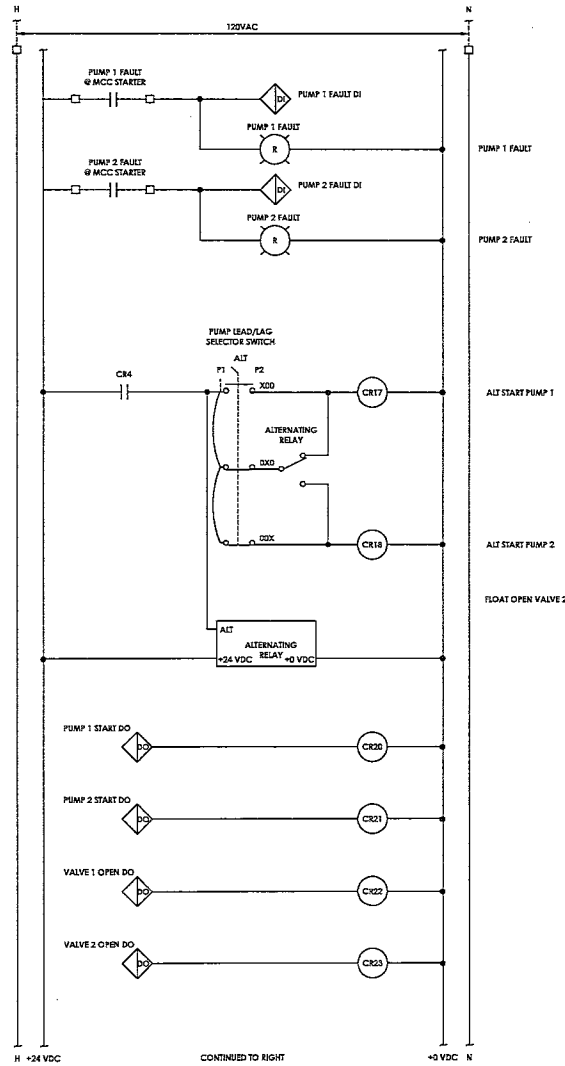 H N
120VAC
PUMP 1 FAULT
@ MCC STARTER
DI
PUMP 1 FAULT DI
PUMP 1 FAULT
R
PUMP 1 FAULT
PUMP 2 FAULT
@ MCC STARTER
DI
PUMP 2 FAULT DI
PUMP 2 FAULT
R
PUMP 2 FAULT
PUMP LEAD/LAG
SELECTOR SWITCH
ALT
P1 P2
CR4
XOO
CR17
ALT START PUMP 1
ALTERNATING
RELAY
OXO
OOX
CR18
ALT START PUMP 2
FLOAT OPEN VALVE 2
ALT
ALTERNATING
RELAY
+24 VDC +0 VDC
PUMP 1 START DO
DO
CR20
PUMP 2 START DO
DO
CR21
VALVE 1 OPEN DO
DO
CR22
VALVE 2 OPEN DO
DO
CR23
H +24 VDC CONTINUED TO RIGHT +0 VDC N